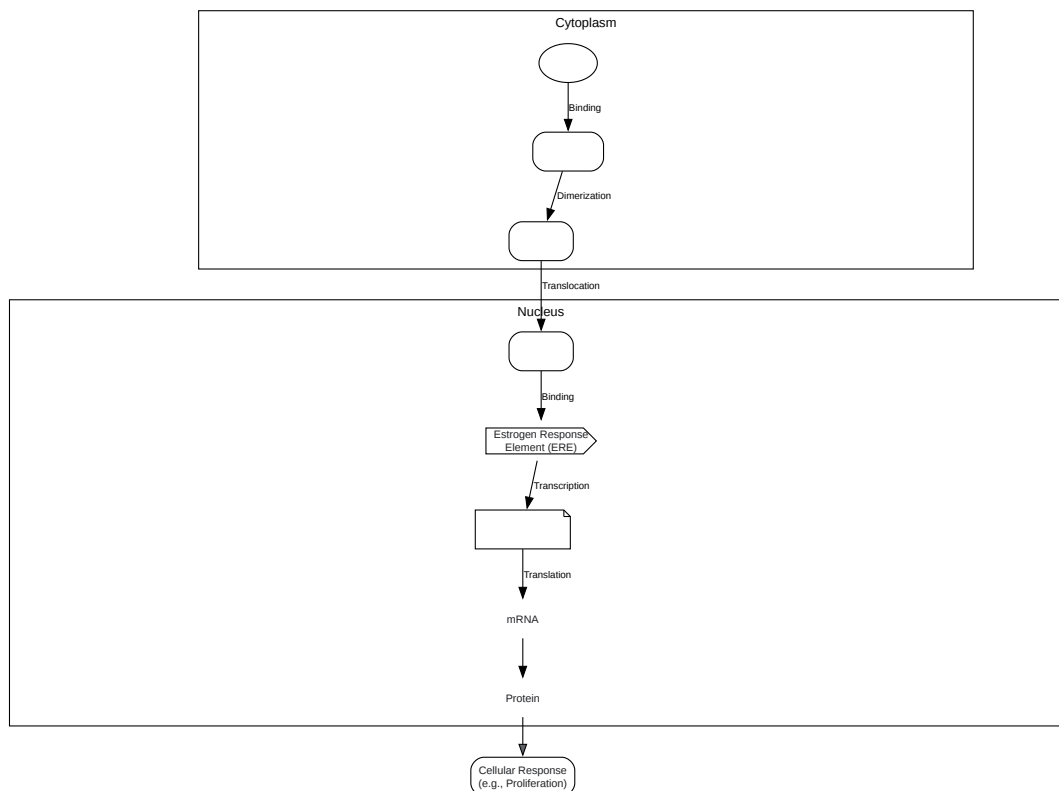 Cytoplasm
Binding
Dimerization
Translocation
Nucleus
Binding
Estrogen Response
Element (ERE)
Transcription
Translation
mRNA
Protein
Cellular Response
(e.g., Proliferation)